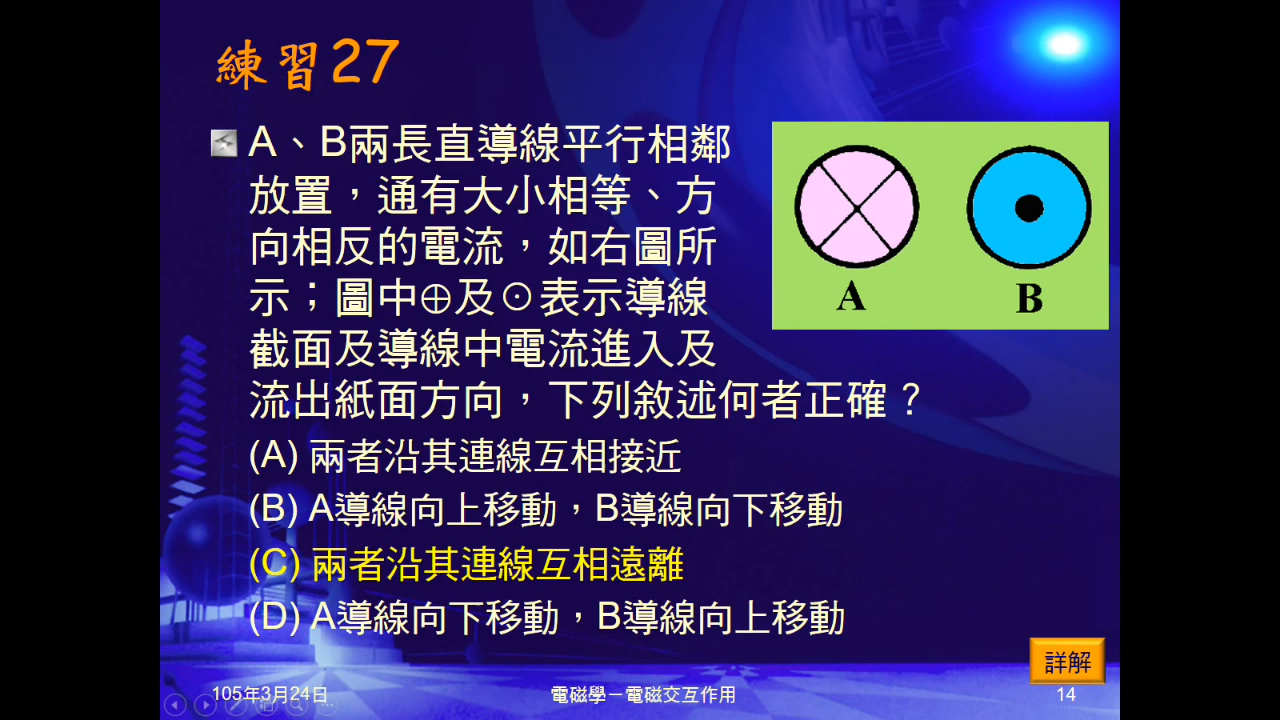 練習27
A、B兩長直導線平行相鄰
放置，通有大小相等、方
向相反的電流，如右圖所
示；圖中⊕及⊙表示導線
截面及導線中電流進入及
流出紙面方向，下列敘述何者正確？
A
B
(A) 兩者沿其連線互相接近
(B) A導線向上移動，B導線向下移動
(C) 兩者沿其連線互相遠離
(D) A導線向下移動，B導線向上移動
詳解
105年3月24日
電磁學－電磁交互作用
14